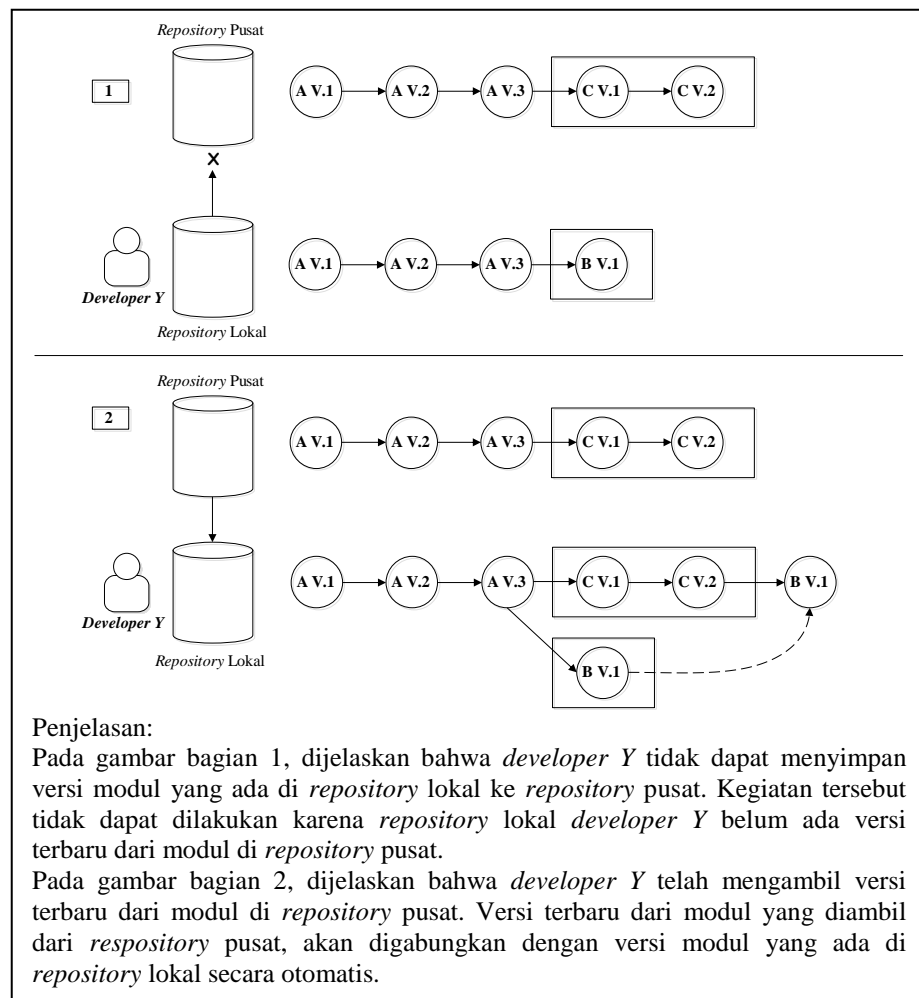 Repository Pusat
1
A V.1 A V.2 A V.3 C V.1 C V.2
X
A V.1 A V.2 A V.3 B V.1
Developer Y
Repository Lokal
Repository Pusat
2
A V.1 A V.2 A V.3 C V.1 C V.2
A V.1 A V.2 A V.3 C V.1 C V.2 B V.1
Developer Y
Repository Lokal
B V.1
Penjelasan:
Pada gambar bagian 1, dijelaskan bahwa developer Y tidak dapat menyimpan
versi modul yang ada di repository lokal ke repository pusat. Kegiatan tersebut
tidak dapat dilakukan karena repository lokal developer Y belum ada versi
terbaru dari modul di repository pusat.
Pada gambar bagian 2, dijelaskan bahwa developer Y telah mengambil versi
terbaru dari modul di repository pusat. Versi terbaru dari modul yang diambil
dari respository pusat, akan digabungkan dengan versi modul yang ada di
repository lokal secara otomatis.